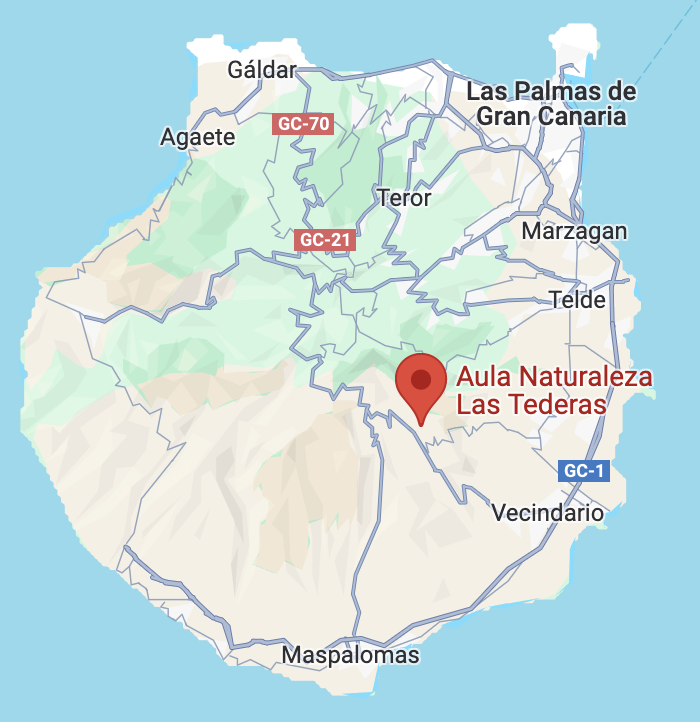 Gáldar
Las Palmas de
Gran Canaria
GC-70
Agaete
Teror
Marzagan
GC-21
Telde
Aula Naturaleza
Las Tederas
GC-1
Vecindario
Maspalomas